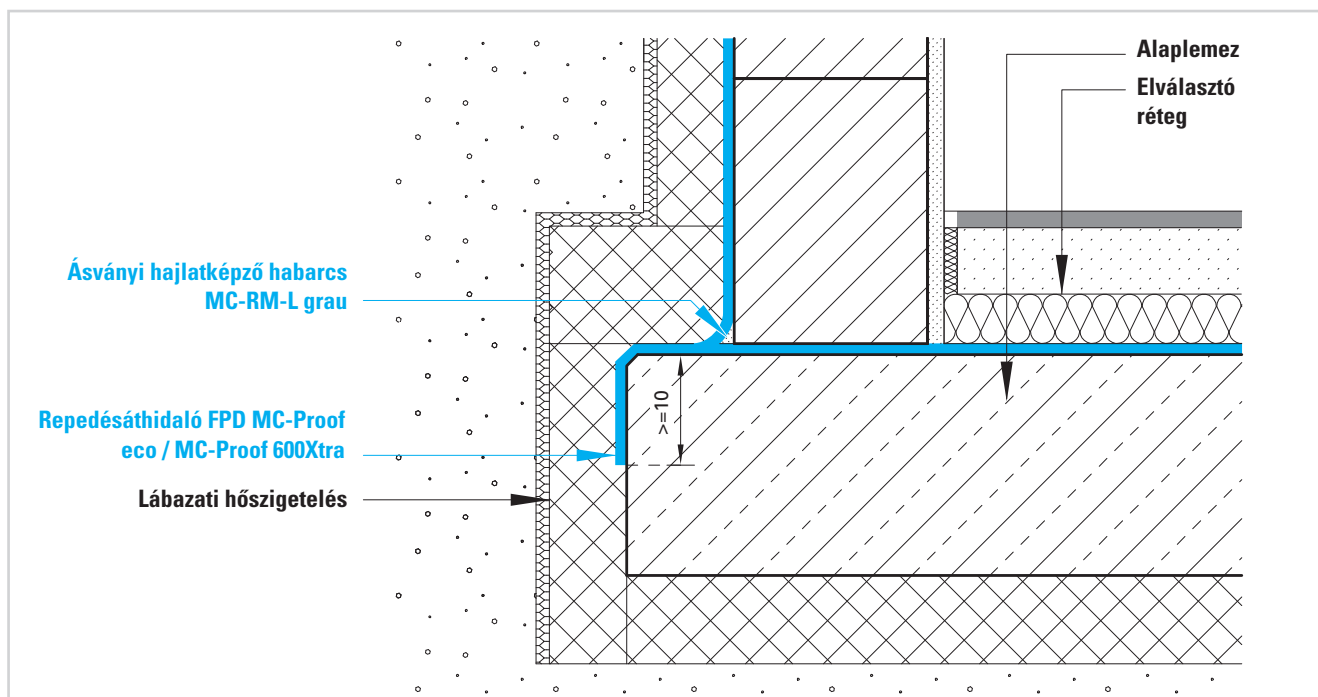 Alaplemez
Elválasztó
réteg
Ásványi hajlatképző habarcs
MC-RM-L grau
>=10
Repedésáthidaló FPD MC-Proof
eco / MC-Proof 600Xtra
Lábazati hőszigetelés